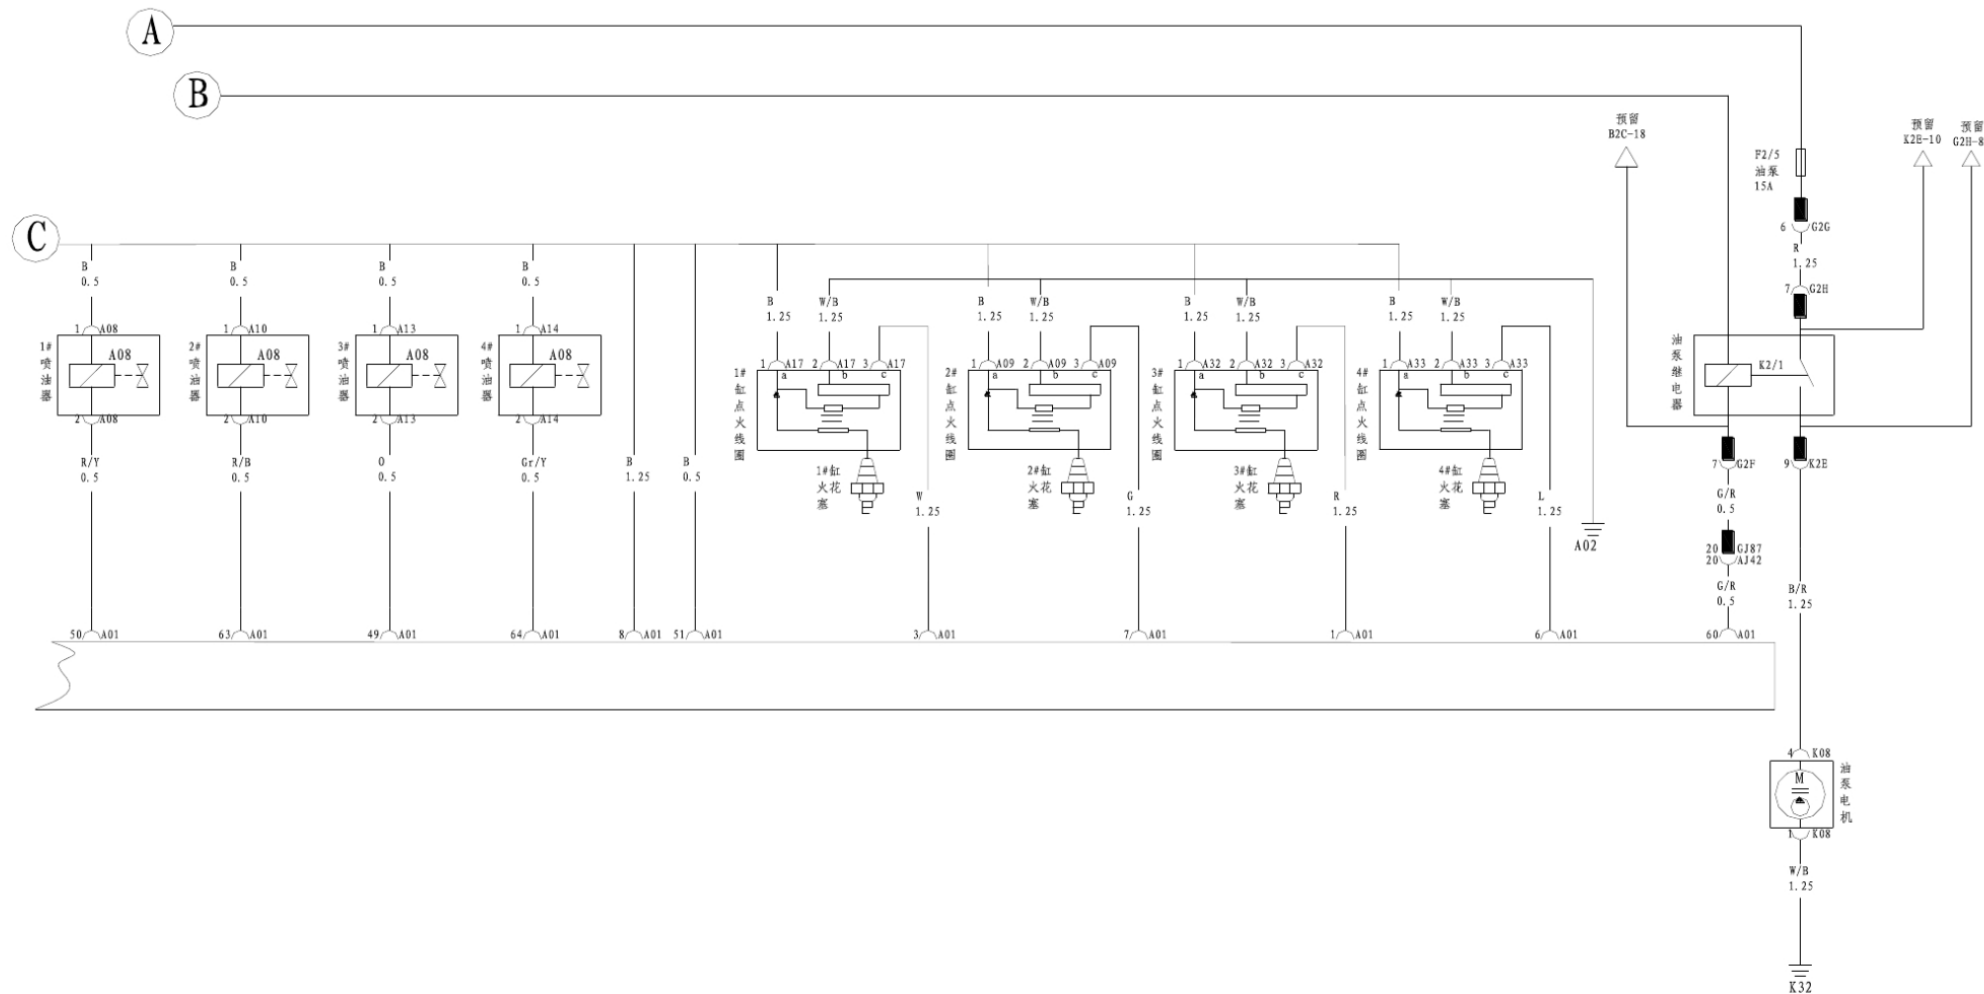 A
B
预留
B2C-18
预留
K2E-10
预留
G2H-8
F2/5
油泵
15A
6 G2G
R
1.25
7 G2H
C
B
0.5
B
0.5
B
0.5
B
0.5
B
1.25
W/B
1.25
B
1.25
W/B
1.25
B
1.25
W/B
1.25
B
1.25
W/B
1.25
1 A08
1 A10
1 A13
1 A14
1#
喷
油
器
A08
2#
喷
油
器
A08
3#
喷
油
器
A08
4#
喷
油
器
A08
2 A08
2 A10
2 A13
2 A14
1 A17 2 A17 3 A17
a b c
1#
缸
点
火
线
圈
1 A09 2 A09 3 A09
a b c
2#
缸
点
火
线
圈
1 A32 2 A32 3 A32
a b c
3#
缸
点
火
线
圈
1 A33 2 A33 3 A33
a b c
4#
缸
点
火
线
圈
油
泵
继
电
器
K2/1
R/Y
0.5
R/B
0.5
O
0.5
Gr/Y
0.5
B
1.25
B
0.5
1#缸
火花
塞
W
1.25
2#缸
火花
塞
G
1.25
3#缸
火花
塞
R
1.25
4#缸
火花
塞
L
1.25
A02
7 G2F
9 K2E
G/R
0.5
20 GJ87
20 AJ42
G/R
0.5
B/R
1.25
50 A01
63 A01
49 A01
64 A01
8 A01
51 A01
3 A01
7 A01
1 A01
6 A01
60 A01
4 K08
M
油
泵
电
机
1 K08
W/B
1.25
K32